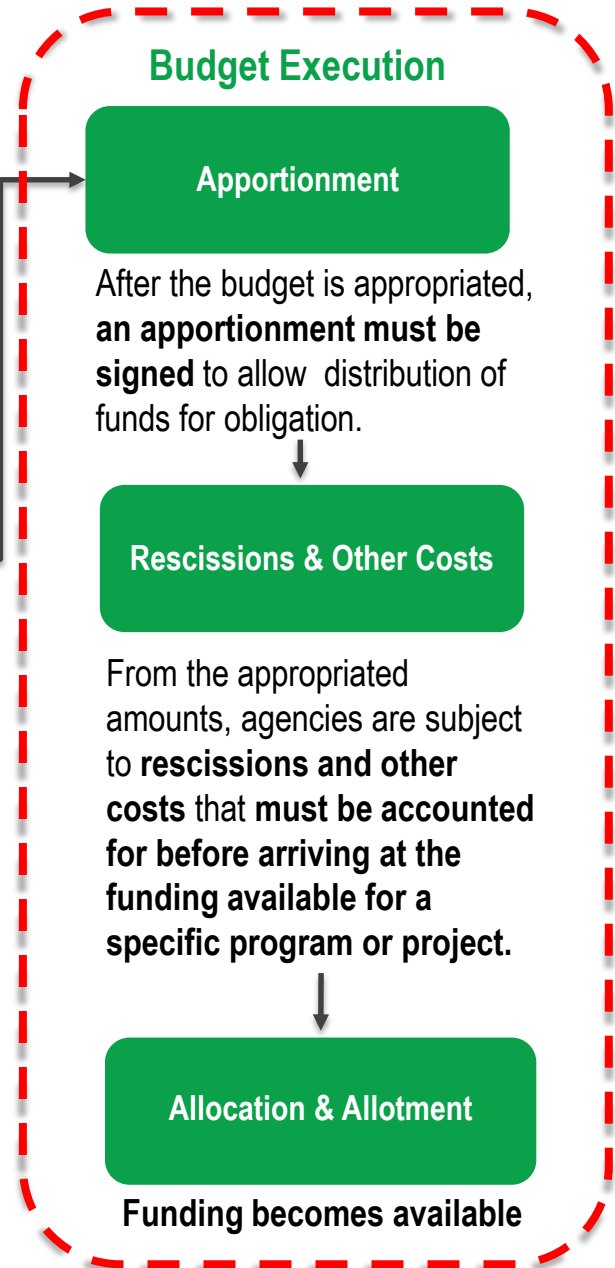 Budget Execution
Apportionment
After the budget is appropriated,
an apportionment must be
signed to allow distribution of
funds for obligation.
Rescissions & Other Costs
From the appropriated
amounts, agencies are subject
to rescissions and other
costs that must be accounted
for before arriving at the
funding available for a
specific program or project.
Allocation & Allotment
Funding becomes available